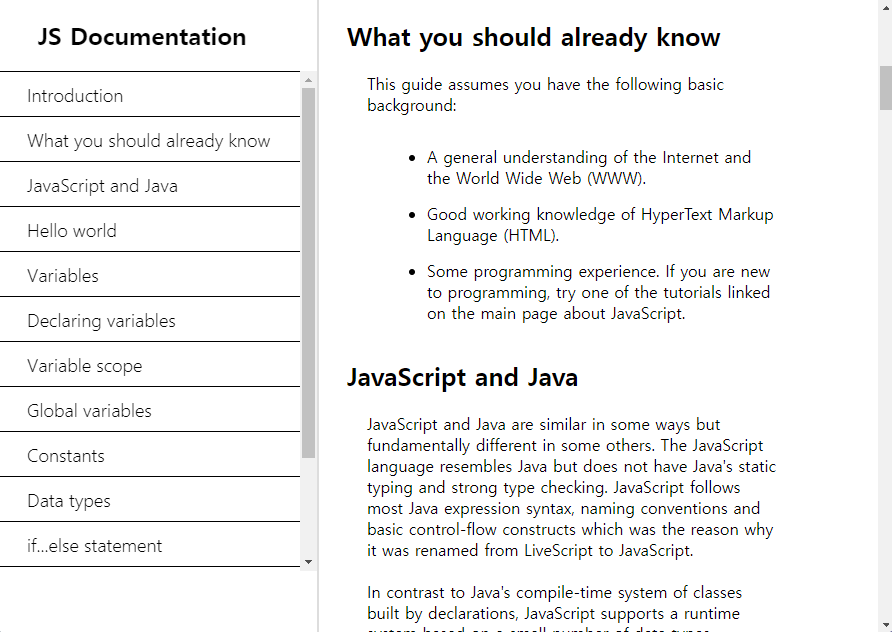 JS Documentation
Introduction
What you should already know
JavaScript and Java
Hello world
Variables
Declaring variables
Variable scope
Global variables
Constants
Data types
if...else statement
What you should already know
This guide assumes you have the following basic
background:
• A general understanding of the Internet and
the World Wide Web (WWW).
• Good working knowledge of HyperText Markup
Language (HTML).
• Some programming experience. If you are new
to programming, try one of the tutorials linked
on the main page about JavaScript.
JavaScript and Java
JavaScript and Java are similar in some ways but
fundamentally different in some others. The JavaScript
language resembles Java but does not have Java's static
typing and strong type checking. JavaScript follows
most Java expression syntax, naming conventions and
basic control-flow constructs which was the reason why
it was renamed from LiveScript to JavaScript.
In contrast to Java's compile-time system of classes
built by declarations, JavaScript supports a runtime
system based on a small number of data types